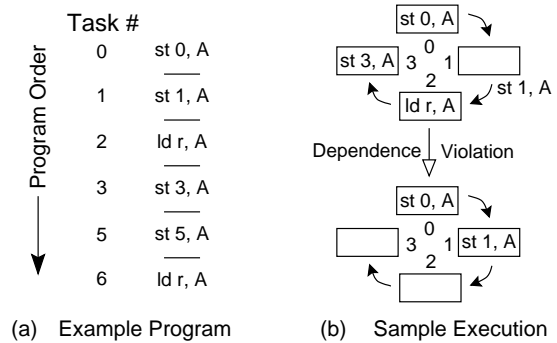 Task #
Program Order
0 st 0, A
1 st 1, A
2 ld r, A
3 st 3, A
5 st 5, A
6 ld r, A
(a) Example Program
st 0, A
0
st 3, A 3 1
2
st 1, A
ld r, A
Dependence Violation
st 0, A
0
3 1 st 1, A
2
(b) Sample Execution